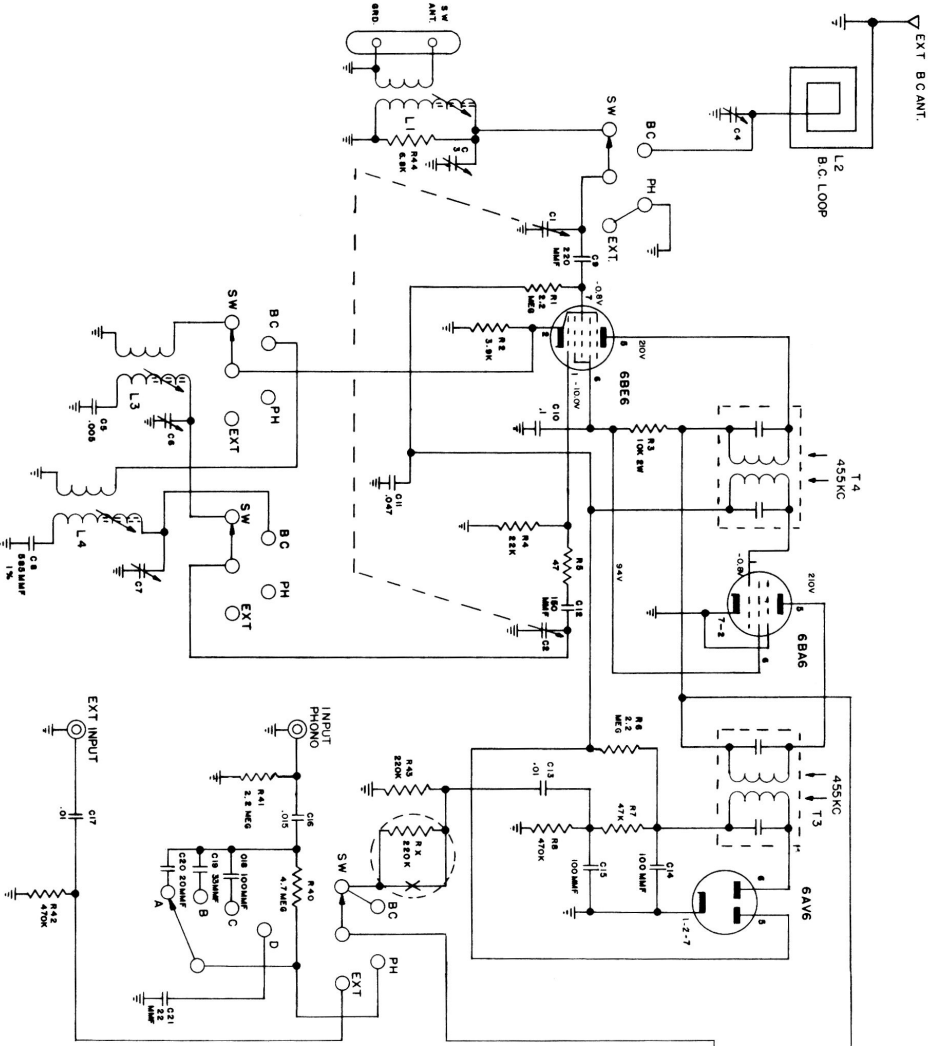 EXT BC ANT.
L2
B.C. LOOP
C4
SW
ANT.
GRD.
L1
R44
6.8K
C
3
SW
BC
PH
EXT.
C1
C9
220
MMF
R1
2.2
MEG
-0.8V
7
2
5
1
6
-10.0V
6BE6
210V
R2
3.9K
C10
.1
R3
10K 2W
C11
.047
R4
22K
R5
47
C12
150
MMF
C2
94V
T4
455KC
-0.8V
1
210V
5
7-2
6
6BA6
455KC
T3
R6
2.2
MEG
R7
47K
R8
470K
C13
.01
C14
100MMF
C15
100MMF
6AV6
6
5
1-2-7
R43
220K
RX
220K
SW
BC
PH
EXT
SW
BC
PH
EXT
L3
C5
.005
C6
SW
BC
PH
EXT
L4
C7
C8
585MMF
1%
INPUT
PHONO
R41
2.2 MEG
C16
.015
R40
4.7 MEG
C18 100MMF
C19 33MMF
C20 20MMF
A
B
C
D
C21
22
MMF
EXT INPUT
C17
.01
R42
470K